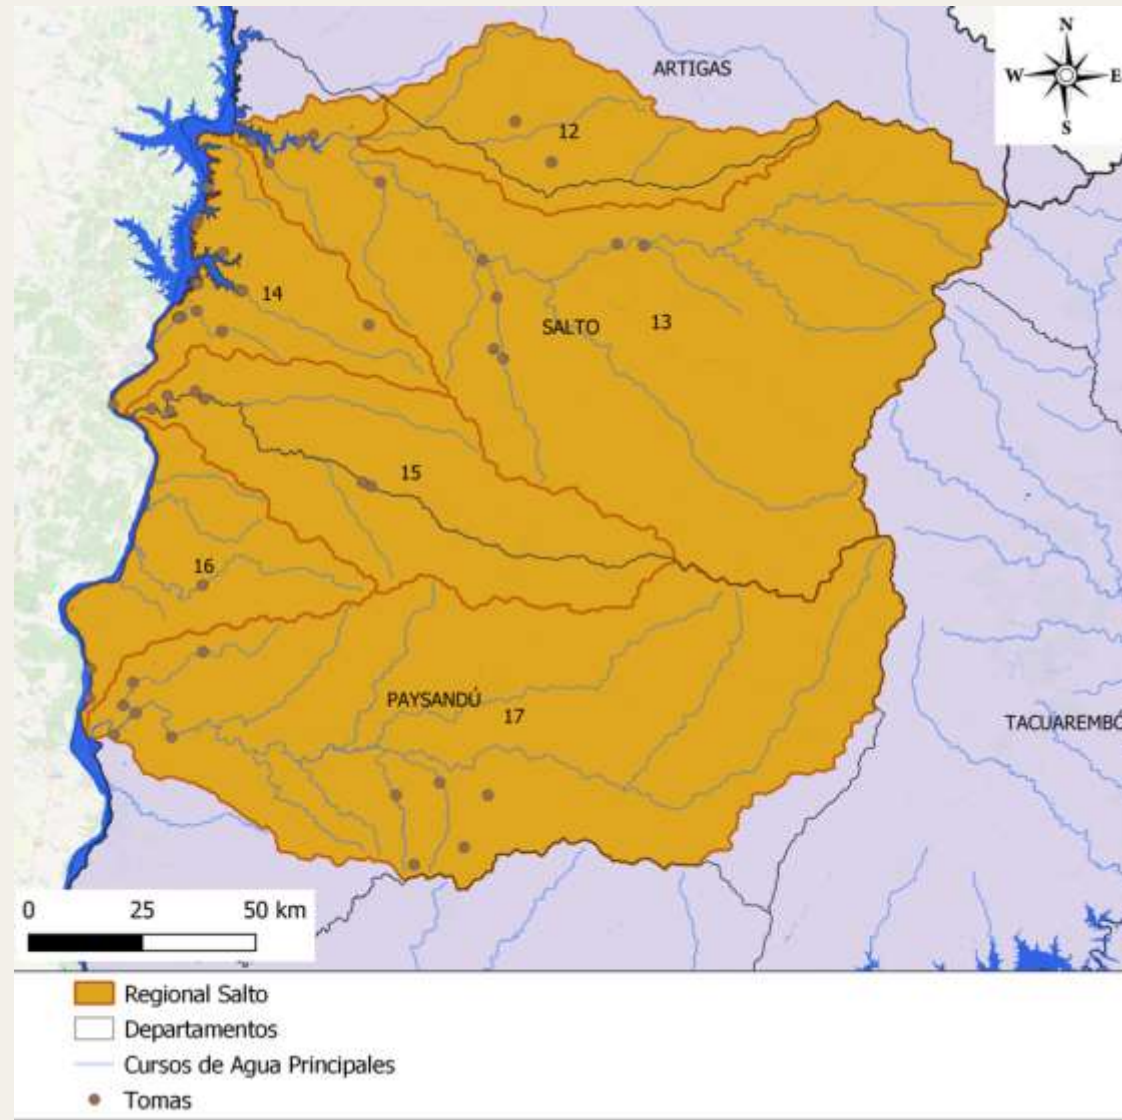 N
W E
S
ARTIGAS
12
14
SALTO
13
15
16
PAYSANDÚ
17
TACUAREMBÓ
0 25 50 km
Regional Salto
Departamentos
Cursos de Agua Principales
Tomas